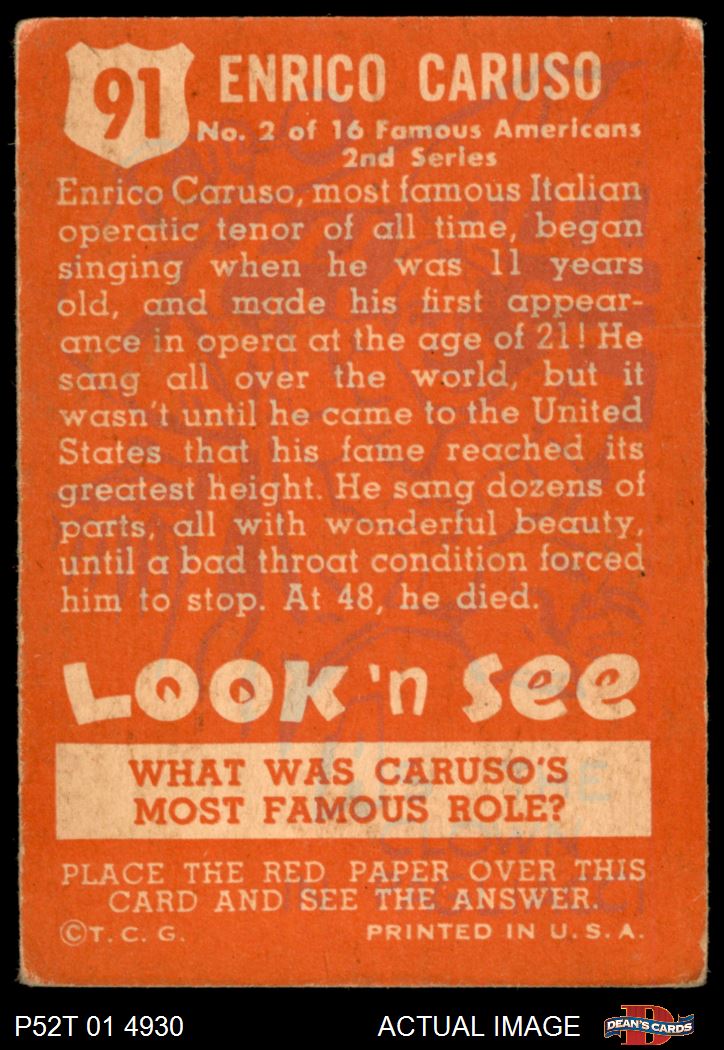 91
ENRICO CARUSO
No. 2 of 16 Famous Americans
2nd Series
Enrico Caruso, most famous Italian
operatic tenor of all time, began
singing when he was 11 years
old, and made his first appear-
ance in opera at the age of 21! He
sang all over the world, but it
wasn't until he came to the United
States that his fame reached its
greatest height. He sang dozens of
parts, all with wonderful beauty,
until a bad throat condition forced
him to stop. At 48, he died.
LOOK 'n See
WHAT WAS CARUSO'S
MOST FAMOUS ROLE?
THE
CLOWN
PLACE THE RED PAPER OVER THIS
CARD AND SEE THE ANSWER.
© T. C. G.
PRINTED IN U. S. A.
P52T 01 4930
ACTUAL IMAGE
D
DEAN'S CARDS